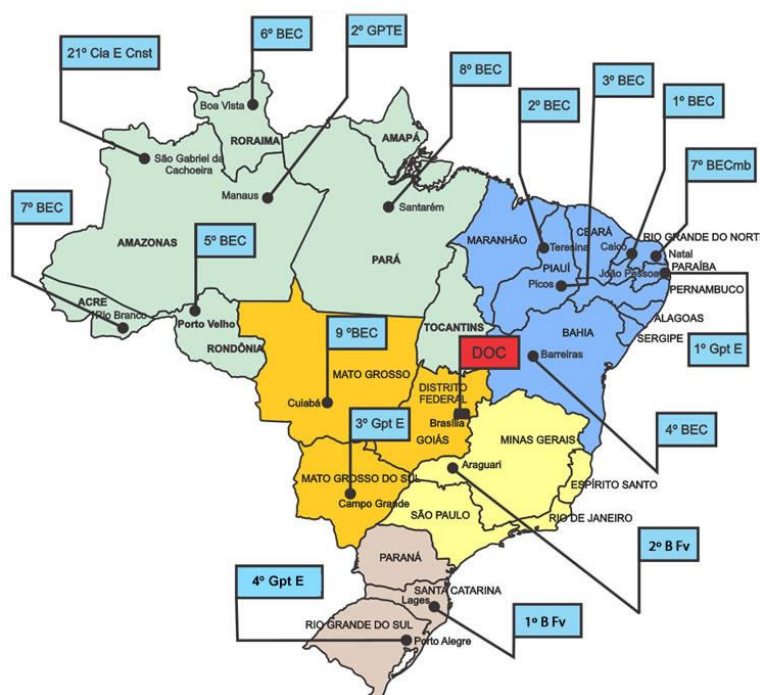 6º BEC
2º GPTE
21º Cia E Cnst
8º BEC
3º BEC
2º BEC
1º BEC
7º BECmb
Boa Vista
RORAIMA
AMAPÁ
São Gabriel da
Cachoeira
Manaus
Santarém
7º BEC
AMAZONAS
5º BEC
PARÁ
MARANHÃO
CEARÁ
Teresina
Caicó
RIO GRANDE DO NORTE
Natal
PIAUÍ
João Pessoa
PARAÍBA
Picos
PERNAMBUCO
ACRE
Rio Branco
Porto Velho
RONDÔNIA
TOCANTINS
ALAGOAS
SERGIPE
1º Gpt E
BAHIA
Barreiras
9 ºBEC
DOC
MATO GROSSO
Cuiabá
DISTRITO
FEDERAL
Brasília
3º Gpt E
GOIÁS
4º BEC
MINAS GERAIS
Araguari
MATO GROSSO DO SUL
Campo Grande
ESPÍRITO SANTO
SÃO PAULO
RIO DE JANEIRO
2º B Fv
PARANÁ
4º Gpt E
SANTA CATARINA
Lages
1º B Fv
RIO GRANDE DO SUL
Porto Alegre